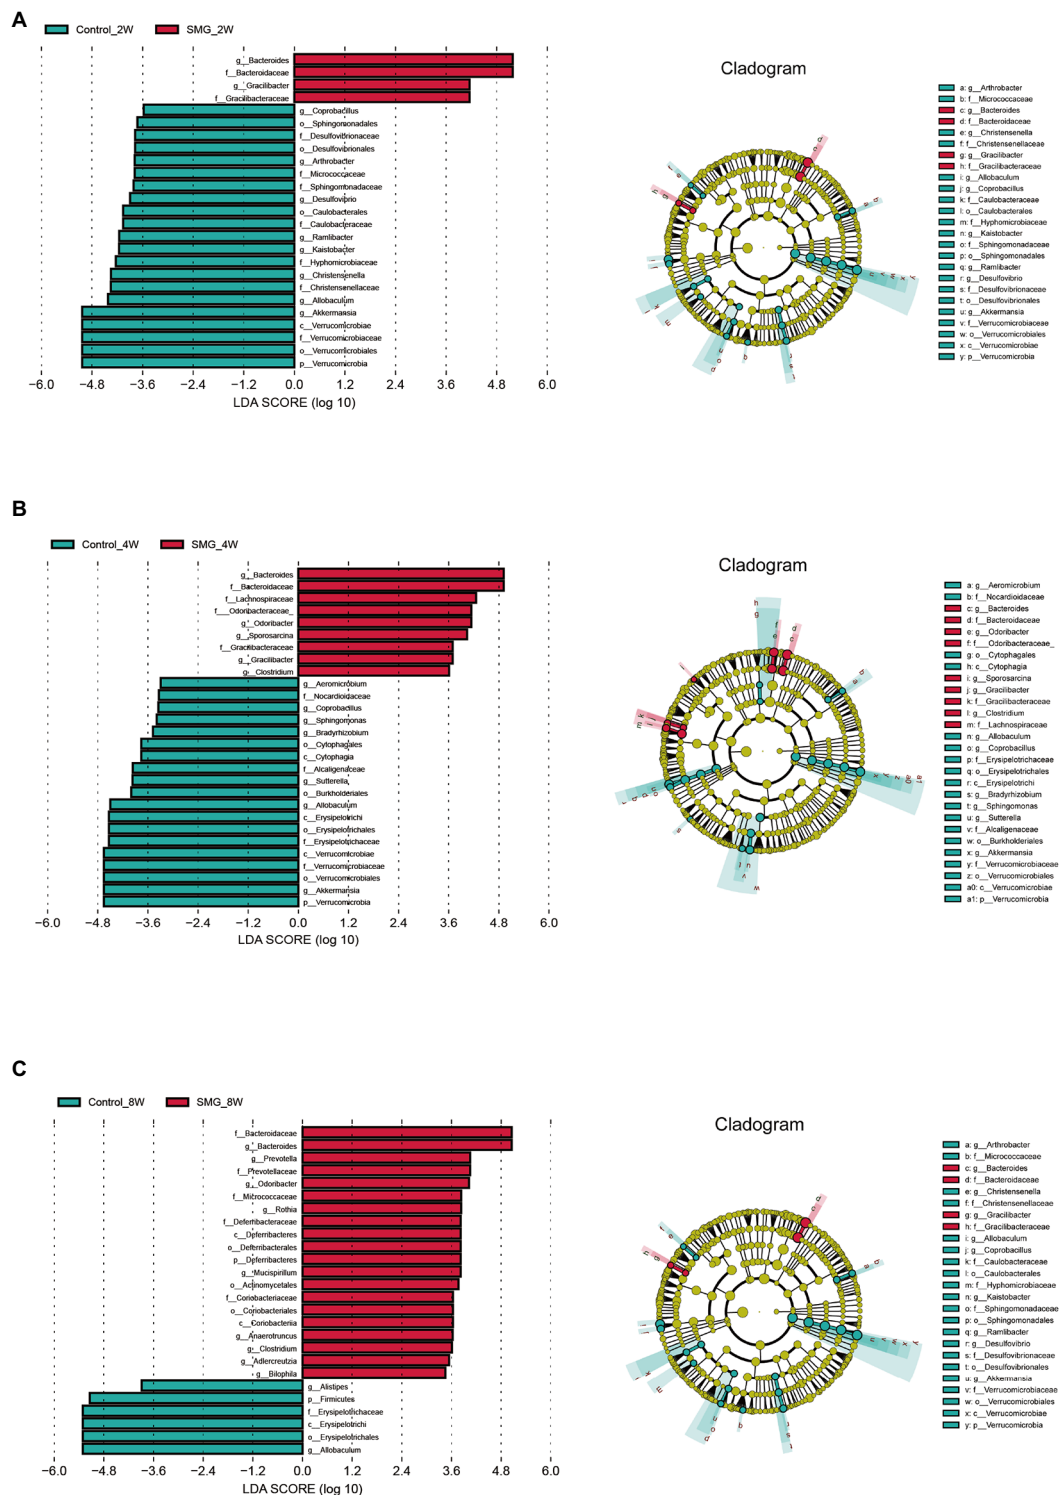 A
Control_2W SMG_2W
g__Bacteroides
f__Bacteroidaceae
g__Gracilibacter
f__Gracilibacteraceae
g__Coprobacillus
o__Sphingomonadales
f__Desulfovibrionaceae
o__Desulfovibrionales
g__Arthrobacter
f__Micrococcaceae
f__Sphingomonadaceae
g__Desulfovibrio
o__Caulobacterales
f__Caulobacteraceae
g__Ramlibacter
g__Kaistobacter
f__Hyphomicrobiaceae
g__Christensenella
f__Christensenellaceae
g__Allobaculum
g__Akkermansia
c__Verrucomicrobiae
f__Verrucomicrobiaceae
o__Verrucomicrobiales
p__Verrucomicrobia
−6.0 −4.8 −3.6 −2.4 −1.2 0.0 1.2 2.4 3.6 4.8 6.0
LDA SCORE (log 10)
Cladogram
a: g__Arthrobacter
b: f__Micrococcaceae
c: g__Bacteroides
d: f__Bacteroidaceae
e: g__Christensenella
f: f__Christensenellaceae
g: g__Gracilibacter
h: f__Gracilibacteraceae
i: g__Allobaculum
j: g__Coprobacillus
k: f__Caulobacteraceae
l: o__Caulobacterales
m: f__Hyphomicrobiaceae
n: g__Kaistobacter
o: f__Sphingomonadaceae
p: o__Sphingomonadales
q: g__Ramlibacter
r: g__Desulfovibrio
s: f__Desulfovibrionaceae
t: o__Desulfovibrionales
u: g__Akkermansia
v: f__Verrucomicrobiaceae
w: o__Verrucomicrobiales
x: c__Verrucomicrobiae
y: p__Verrucomicrobia
B
Control_4W SMG_4W
g__Bacteroides
f__Bacteroidaceae
f__Lachnospiraceae
f___Odoribacteraceae_
g__Odoribacter
g__Sporosarcina
f__Gracilibacteraceae
g__Gracilibacter
g__Clostridium
g__Aeromicrobium
f__Nocardioidaceae
g__Coprobacillus
g__Sphingomonas
g__Bradyrhizobium
o__Cytophagales
c__Cytophagia
f__Alcaligenaceae
g__Sutterella
o__Burkholderiales
g__Allobaculum
c__Erysipelotrichi
o__Erysipelotrichales
f__Erysipelotrichaceae
c__Verrucomicrobiae
f__Verrucomicrobiaceae
o__Verrucomicrobiales
g__Akkermansia
p__Verrucomicrobia
−6.0 −4.8 −3.6 −2.4 −1.2 0.0 1.2 2.4 3.6 4.8 6.0
LDA SCORE (log 10)
Cladogram
a: g__Aeromicrobium
b: f__Nocardioidaceae
c: g__Bacteroides
d: f__Bacteroidaceae
e: g__Odoribacter
f: f___Odoribacteraceae_
g: o__Cytophagales
h: c__Cytophagia
i: g__Sporosarcina
j: g__Gracilibacter
k: f__Gracilibacteraceae
l: g__Clostridium
m: f__Lachnospiraceae
n: g__Allobaculum
o: g__Coprobacillus
p: f__Erysipelotrichaceae
q: o__Erysipelotrichales
r: c__Erysipelotrichi
s: g__Bradyrhizobium
t: g__Sphingomonas
u: g__Sutterella
v: f__Alcaligenaceae
w: o__Burkholderiales
x: g__Akkermansia
y: f__Verrucomicrobiaceae
z: o__Verrucomicrobiales
a0: c__Verrucomicrobiae
a1: p__Verrucomicrobia
C
Control_8W SMG_8W
f__Bacteroidaceae
g__Bacteroides
g__Prevotella
f__Prevotellaceae
g__Odoribacter
f__Micrococcaceae
g__Rothia
f__Deferribacteraceae
c__Deferribacteres
o__Deferribacterales
p__Deferribacteres
g__Mucispirillum
o__Actinomycetales
f__Coriobacteriaceae
o__Coriobacteriales
c__Coriobacteriia
g__Anaerotruncus
g__Clostridium
g__Adlercreutzia
g__Bilophila
g__Alistipes
p__Firmicutes
f__Erysipelotrichaceae
c__Erysipelotrichi
o__Erysipelotrichales
g__Allobaculum
−6.0 −4.8 −3.6 −2.4 −1.2 0.0 1.2 2.4 3.6 4.8 6.0
LDA SCORE (log 10)
Cladogram
a: g__Arthrobacter
b: f__Micrococcaceae
c: g__Bacteroides
d: f__Bacteroidaceae
e: g__Christensenella
f: f__Christensenellaceae
g: g__Gracilibacter
h: f__Gracilibacteraceae
i: g__Allobaculum
j: g__Coprobacillus
k: f__Caulobacteraceae
l: o__Caulobacterales
m: f__Hyphomicrobiaceae
n: g__Kaistobacter
o: f__Sphingomonadaceae
p: o__Sphingomonadales
q: g__Ramlibacter
r: g__Desulfovibrio
s: f__Desulfovibrionaceae
t: o__Desulfovibrionales
u: g__Akkermansia
v: f__Verrucomicrobiaceae
w: o__Verrucomicrobiales
x: c__Verrucomicrobiae
y: p__Verrucomicrobia